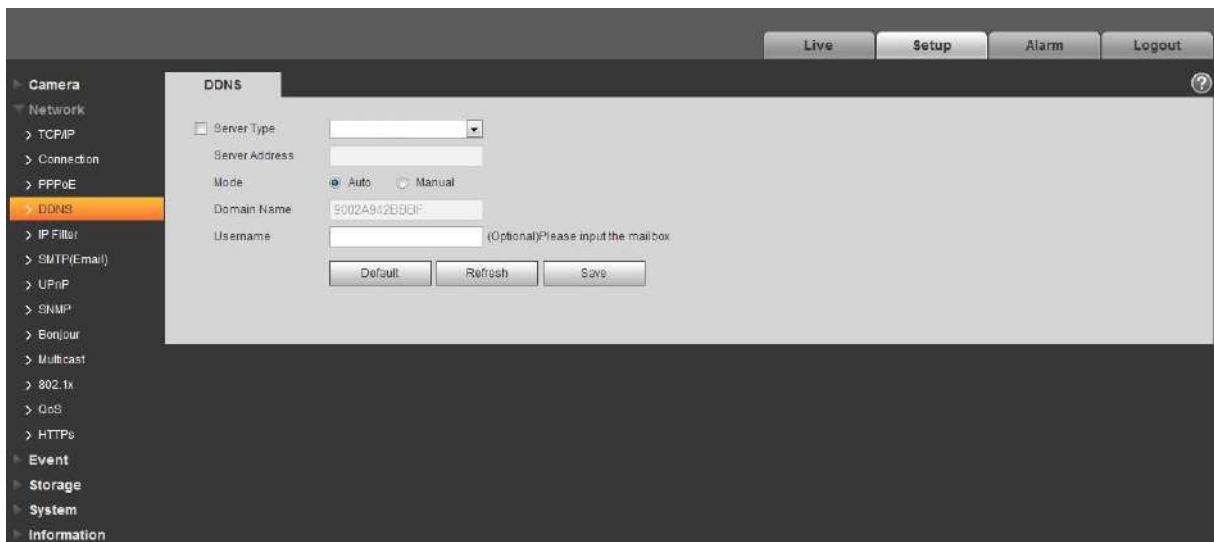 Live Setup Alarm Logout
Camera
Network
TCP/IP
Connection
PPPoE
DDNS
IP Filter
SMTP(Email)
UPnP
SNMP
Bonjour
Multicast
802.1x
QoS
HTTPs
Event
Storage
System
Information
DDNS
?
Server Type
Server Address
Mode Auto Manual
Domain Name 9002A942BBBF
Username (Optional)Please input the mailbox
Default Refresh Save